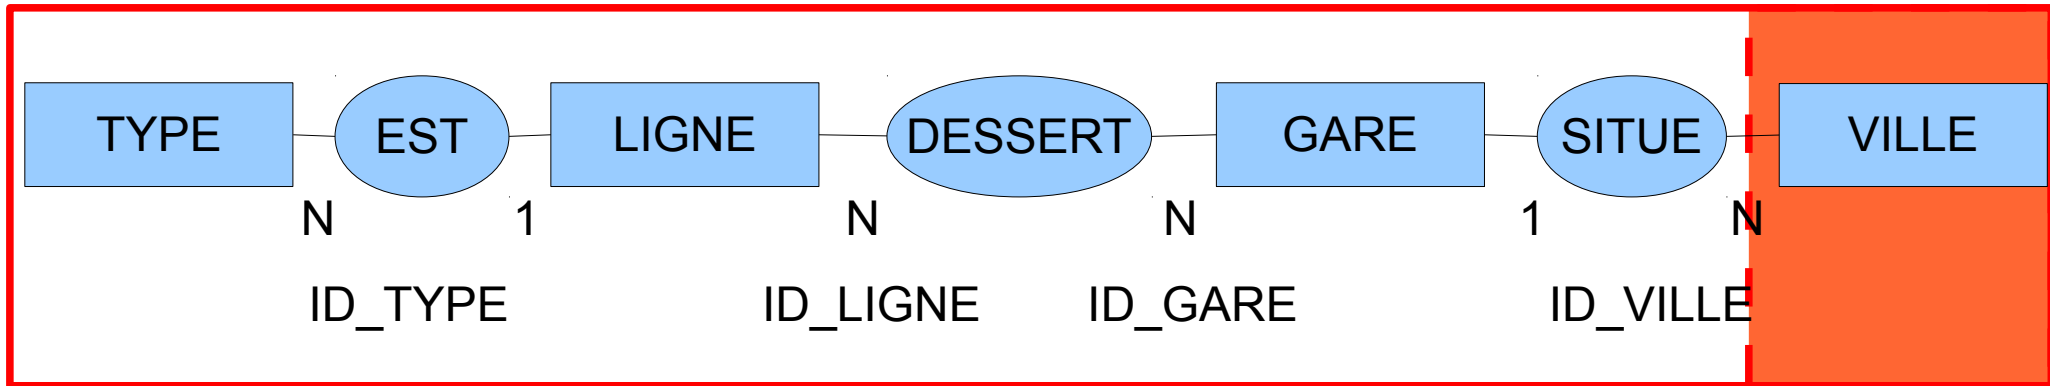 TYPE EST LIGNE DESSERT GARE SITUE VILLE
N 1 N N 1 N
ID_TYPE ID_LIGNE ID_GARE ID_VILLE